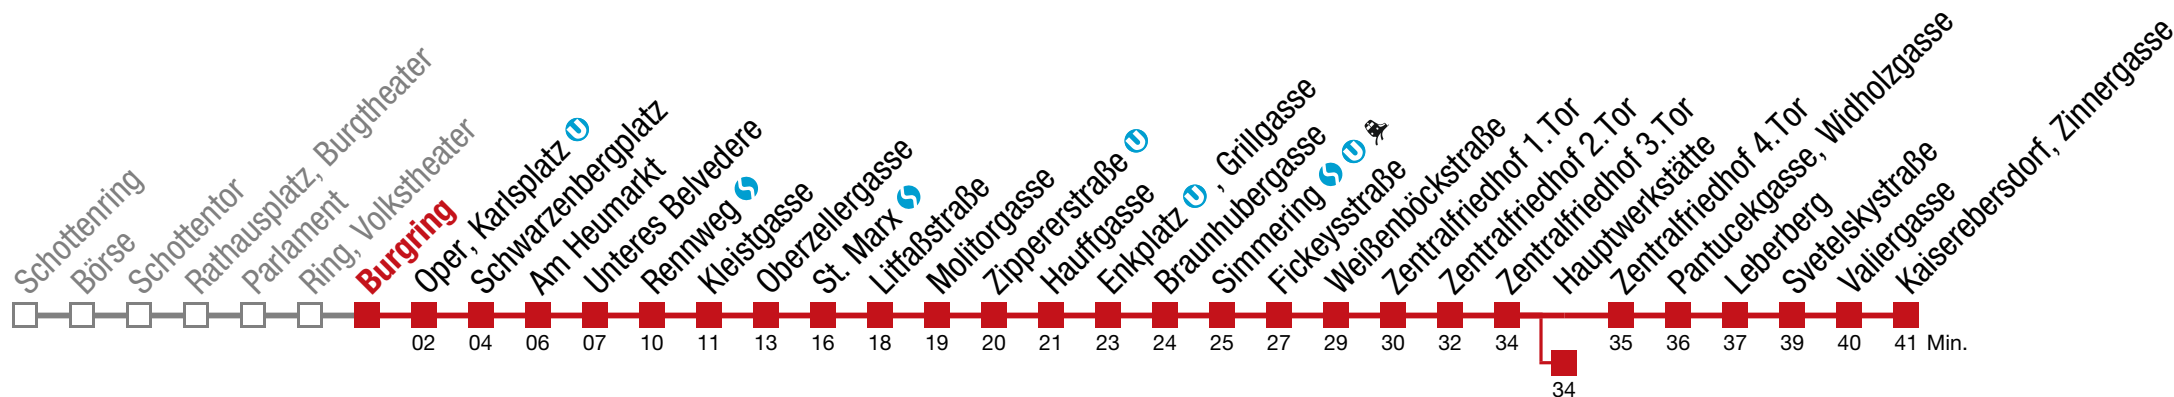 Schottenring
Börse
Schottentor
Rathausplatz, Burgtheater
Parlament
Ring, Volkstheater
Burgring
Oper, Karlsplatz U
Schwarzenbergplatz
Am Heumarkt
Unteres Belvedere
Rennweg S
Kleistgasse
Oberzellergasse
St. Marx S
Litfaßstraße
Molitorgasse
Zippererstraße U
Hauffgasse
Enkplatz U , Grillgasse
Braunhubergasse
Simmering S U
Fickeysstraße
Weißenböckstraße
Zentralfriedhof 1. Tor
Zentralfriedhof 2. Tor
Zentralfriedhof 3. Tor
Hauptwerkstätte
Zentralfriedhof 4. Tor
Pantucekgasse, Widholzgasse
Leberberg
Svetelskystraße
Valiergasse
Kaiserebersdorf, Zinnergasse
02 04 06 07 10 11 13 16 18 19 20 21 23 24 25 27 29 30 32 34 35 36 37 39 40 41 Min.
34